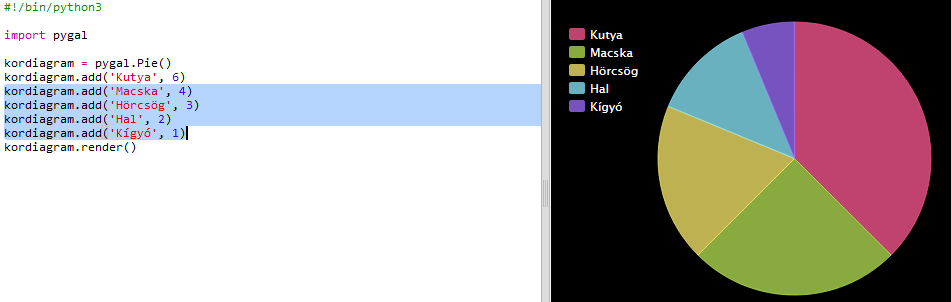 #!/bin/python3
import pygal
kordiagram = pygal.Pie()
kordiagram.add('Kutya', 6)
kordiagram.add('Macska', 4)
kordiagram.add('Hörcsög', 3)
kordiagram.add('Hal', 2)
kordiagram.add('Kígyó', 1)
kordiagram.render()
Kutya
Macska
Hörcsög
Hal
Kígyó